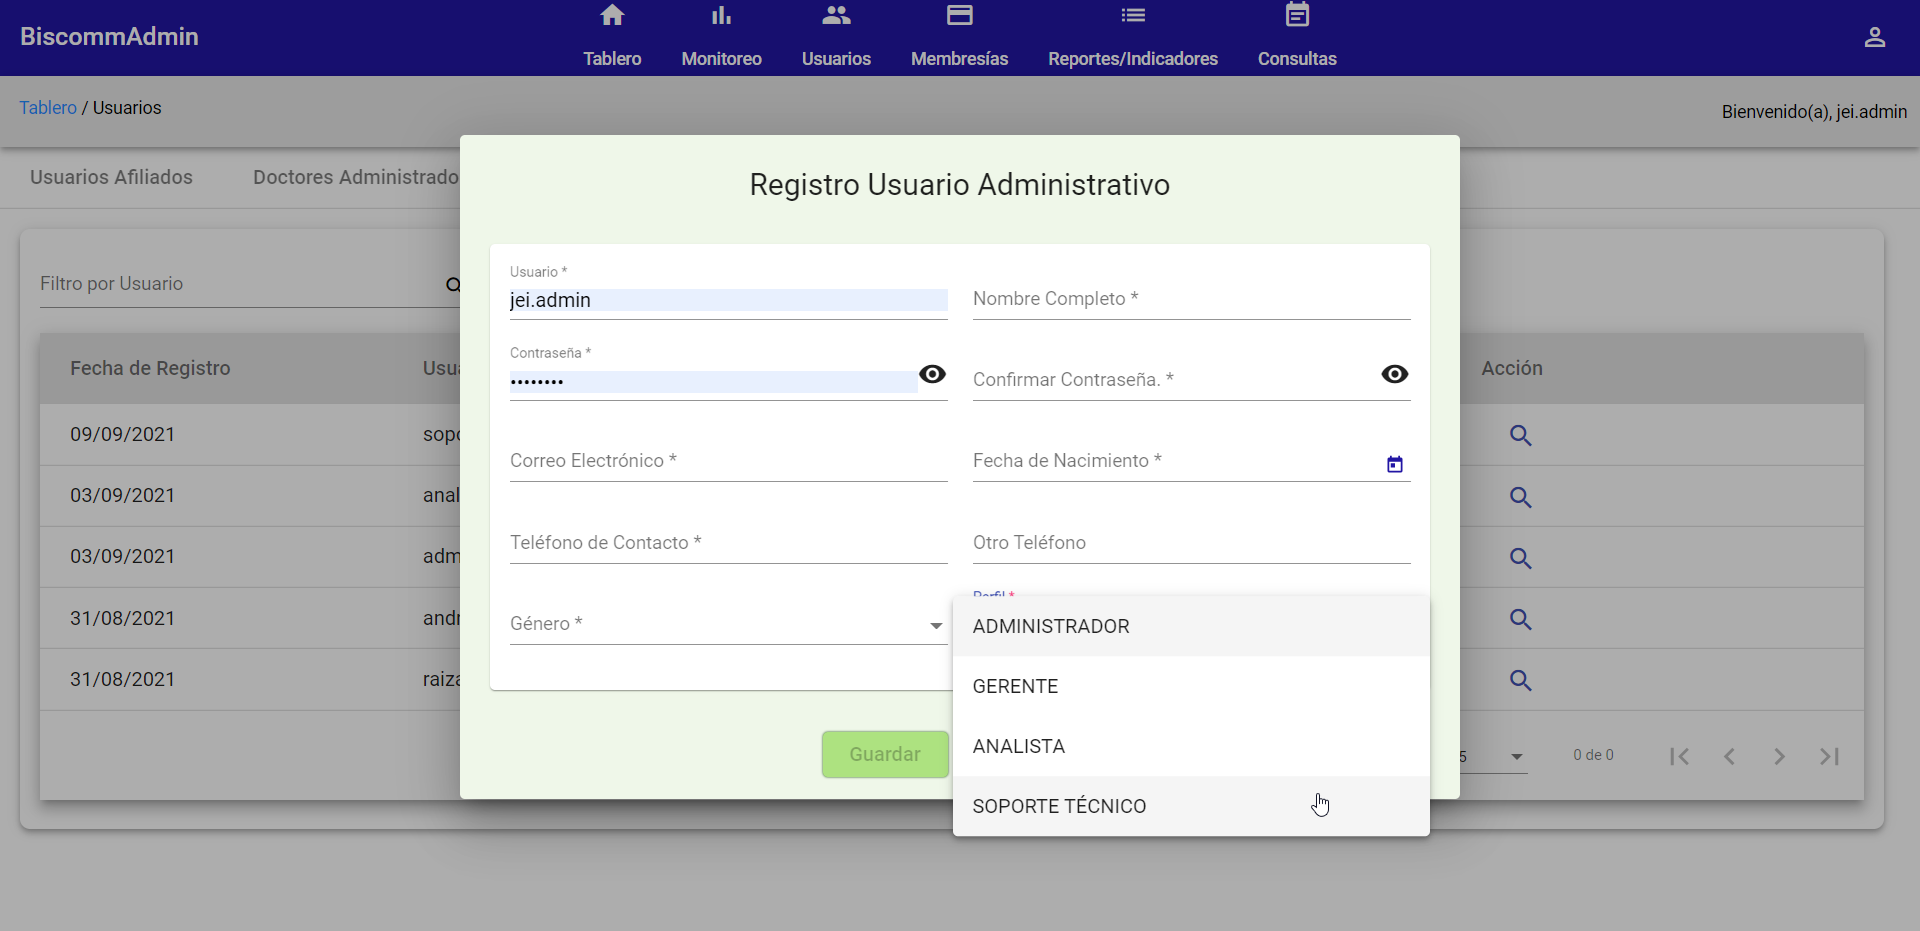 BiscommAdmin
Tablero
Monitoreo
Usuarios
Membresías
Reportes/Indicadores
Consultas
Tablero / Usuarios
Bienvenido(a), jei.admin
Usuarios Afiliados
Doctores Administrado
Registro Usuario Administrativo
Filtro por Usuario
Usuario *
jei.admin
Nombre Completo *
Contraseña *
••••••••
Confirmar Contraseña. *
Correo Electrónico *
Fecha de Nacimiento *
Teléfono de Contacto *
Otro Teléfono
Género *
Perfil *
ADMINISTRADOR
GERENTE
ANALISTA
SOPORTE TÉCNICO
Guardar
Fecha de Registro
Usua
Acción
09/09/2021
sopo
03/09/2021
anal
03/09/2021
adm
31/08/2021
andr
31/08/2021
raiza
5
0 de 0